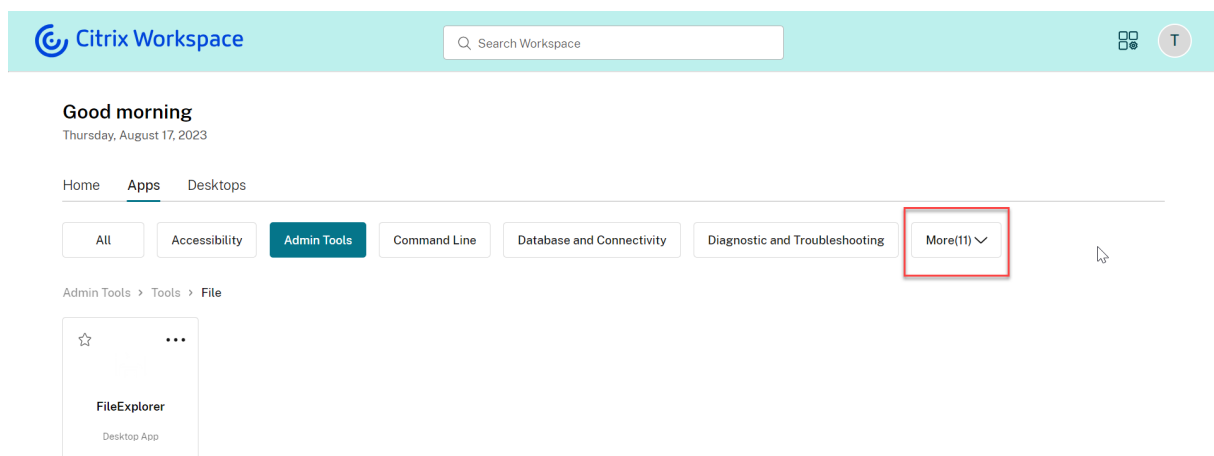 Citrix Workspace
Search Workspace
T
Good morning
Thursday, August 17, 2023
Home Apps Desktops
All Accessibility Admin Tools Command Line Database and Connectivity Diagnostic and Troubleshooting More(11)
Admin Tools > Tools > File
FileExplorer
Desktop App